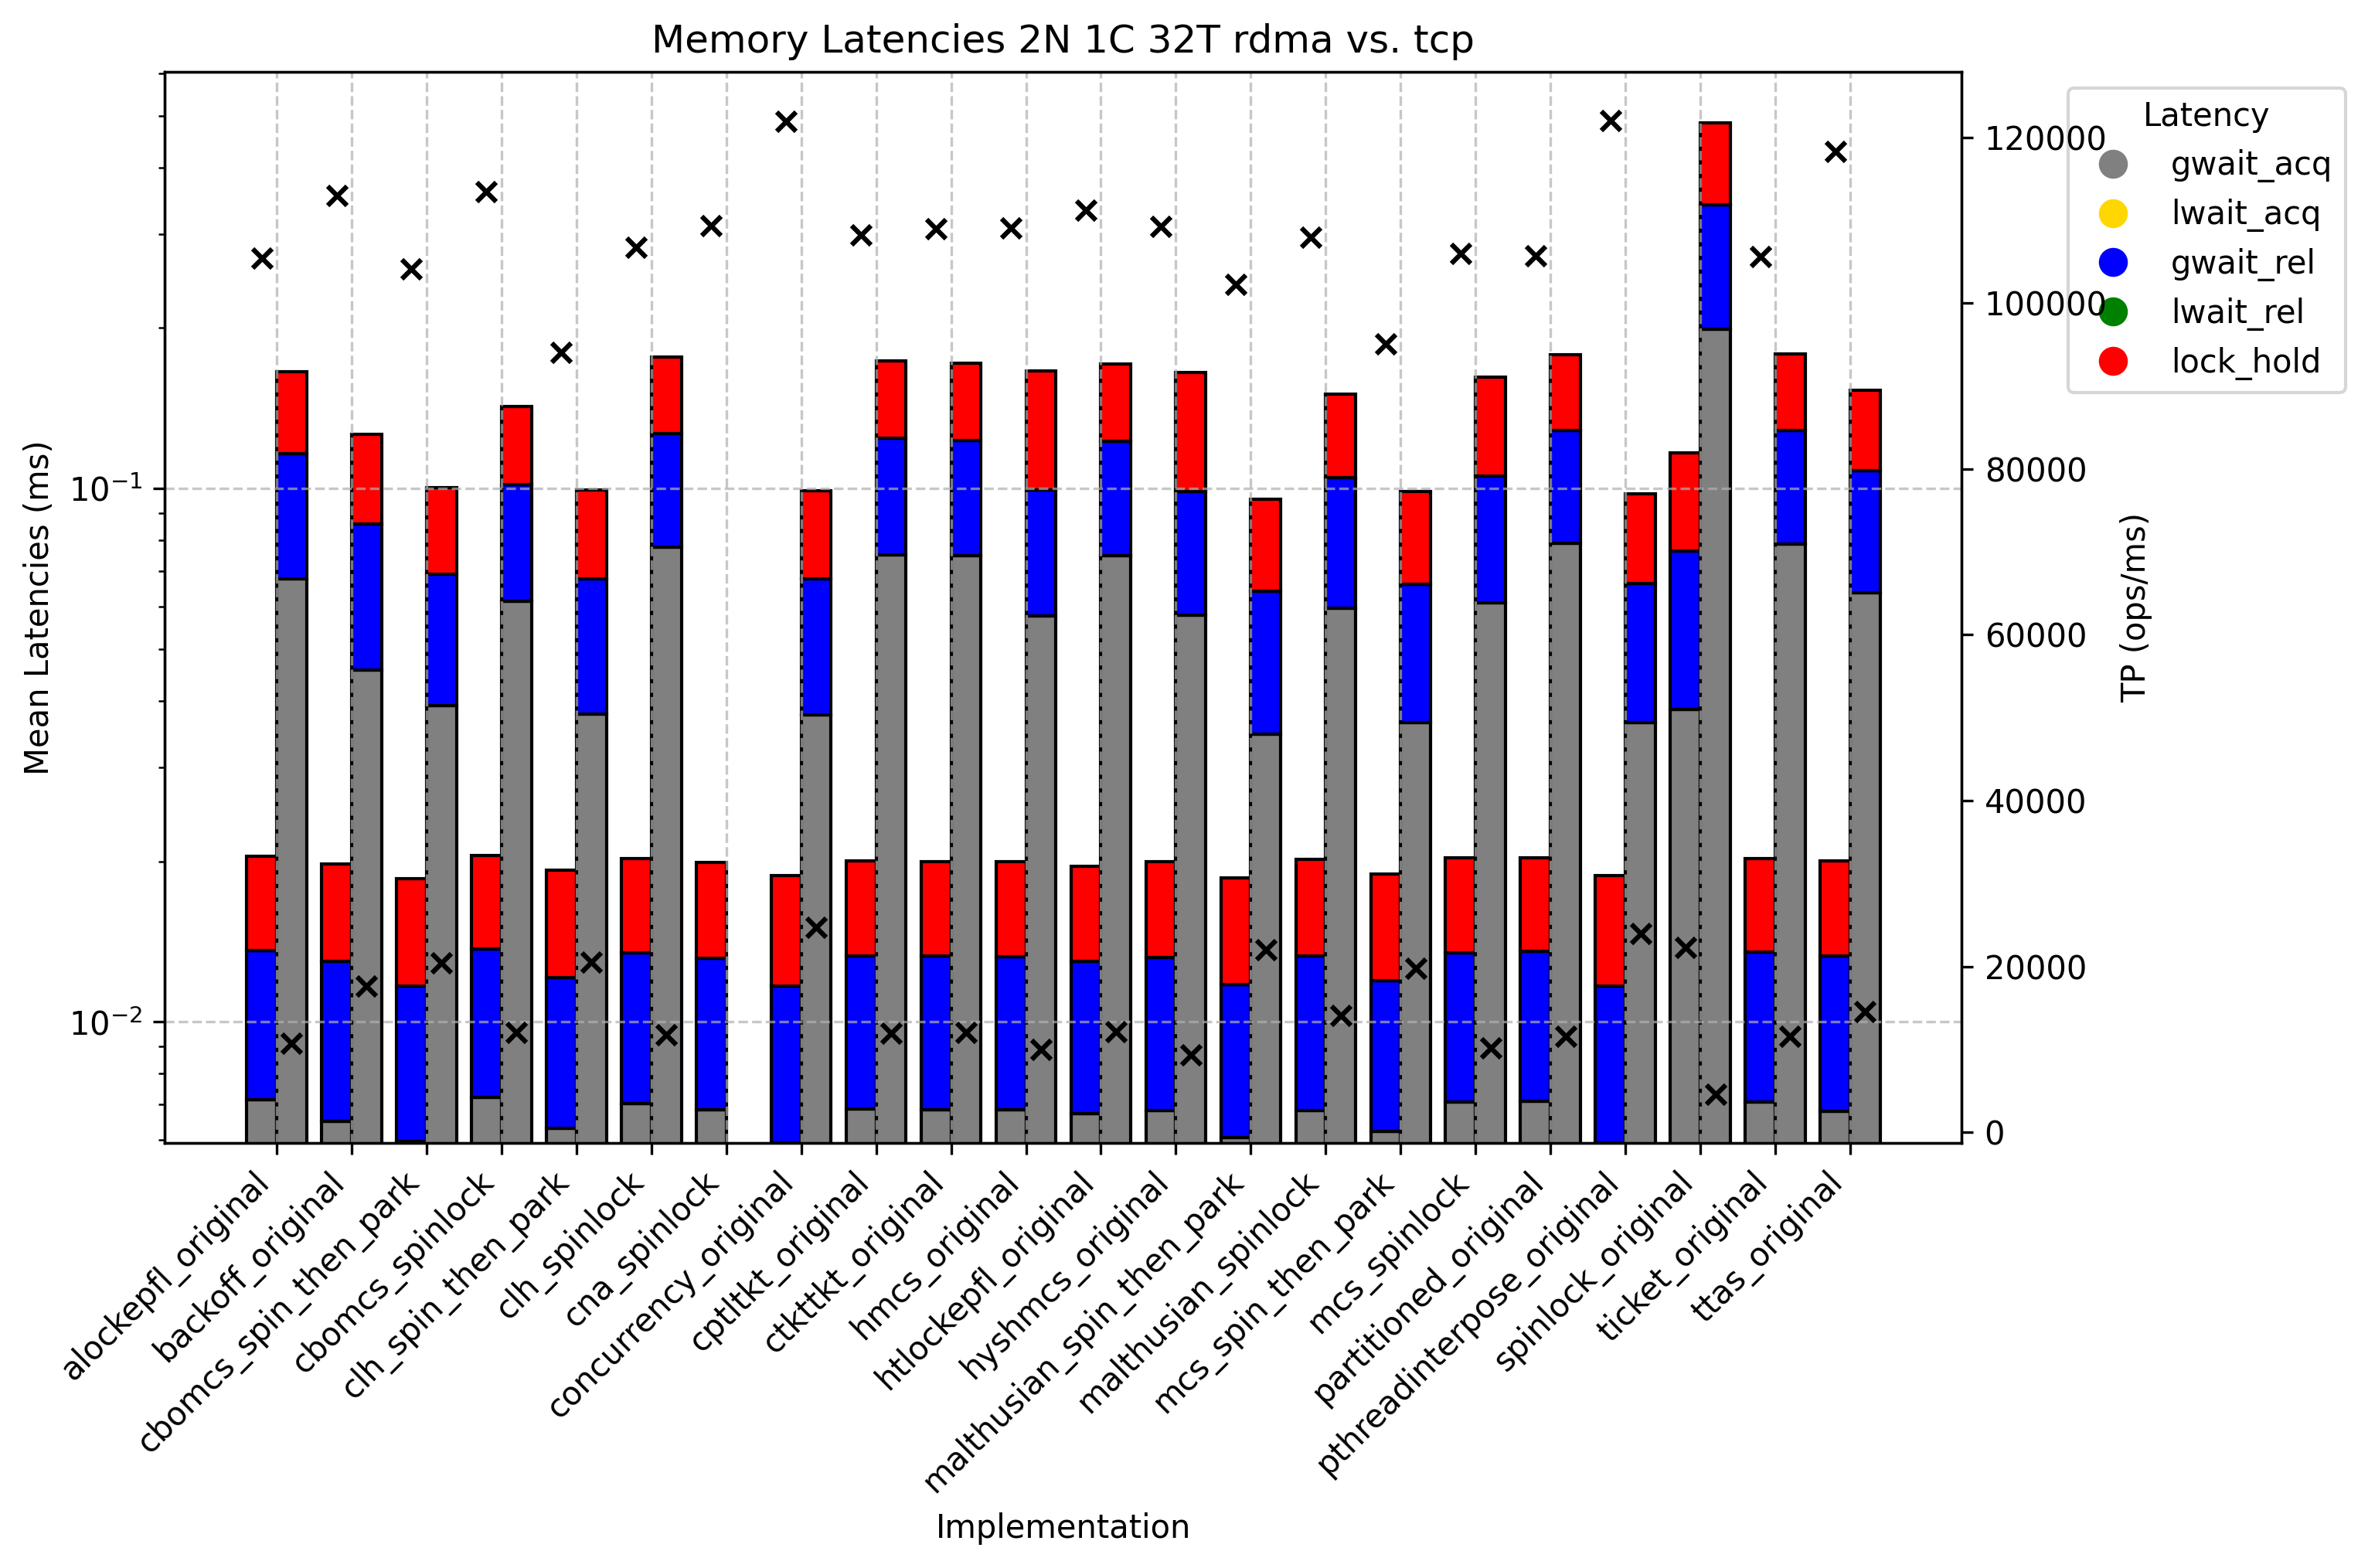 Memory Latencies 2N 1C 32T rdma vs. tcp
Mean Latencies (ms)
10⁻¹
10⁻²
120000
100000
80000
60000
40000
20000
0
TP (ops/ms)
Latency
gwait_acq
lwait_acq
gwait_rel
lwait_rel
lock_hold
alockepfl_original
backoff_original
cbomcs_spin_then_park
cbomcs_spinlock
clh_spin_then_park
clh_spinlock
cna_spinlock
concurrency_original
cptltkt_original
ctkttkt_original
hmcs_original
htlockepfl_original
hyshmcs_original
malthusian_spin_then_park
malthusian_spinlock
mcs_spin_then_park
mcs_spinlock
partitioned_original
pthreadinterpose_original
spinlock_original
ticket_original
ttas_original
Implementation